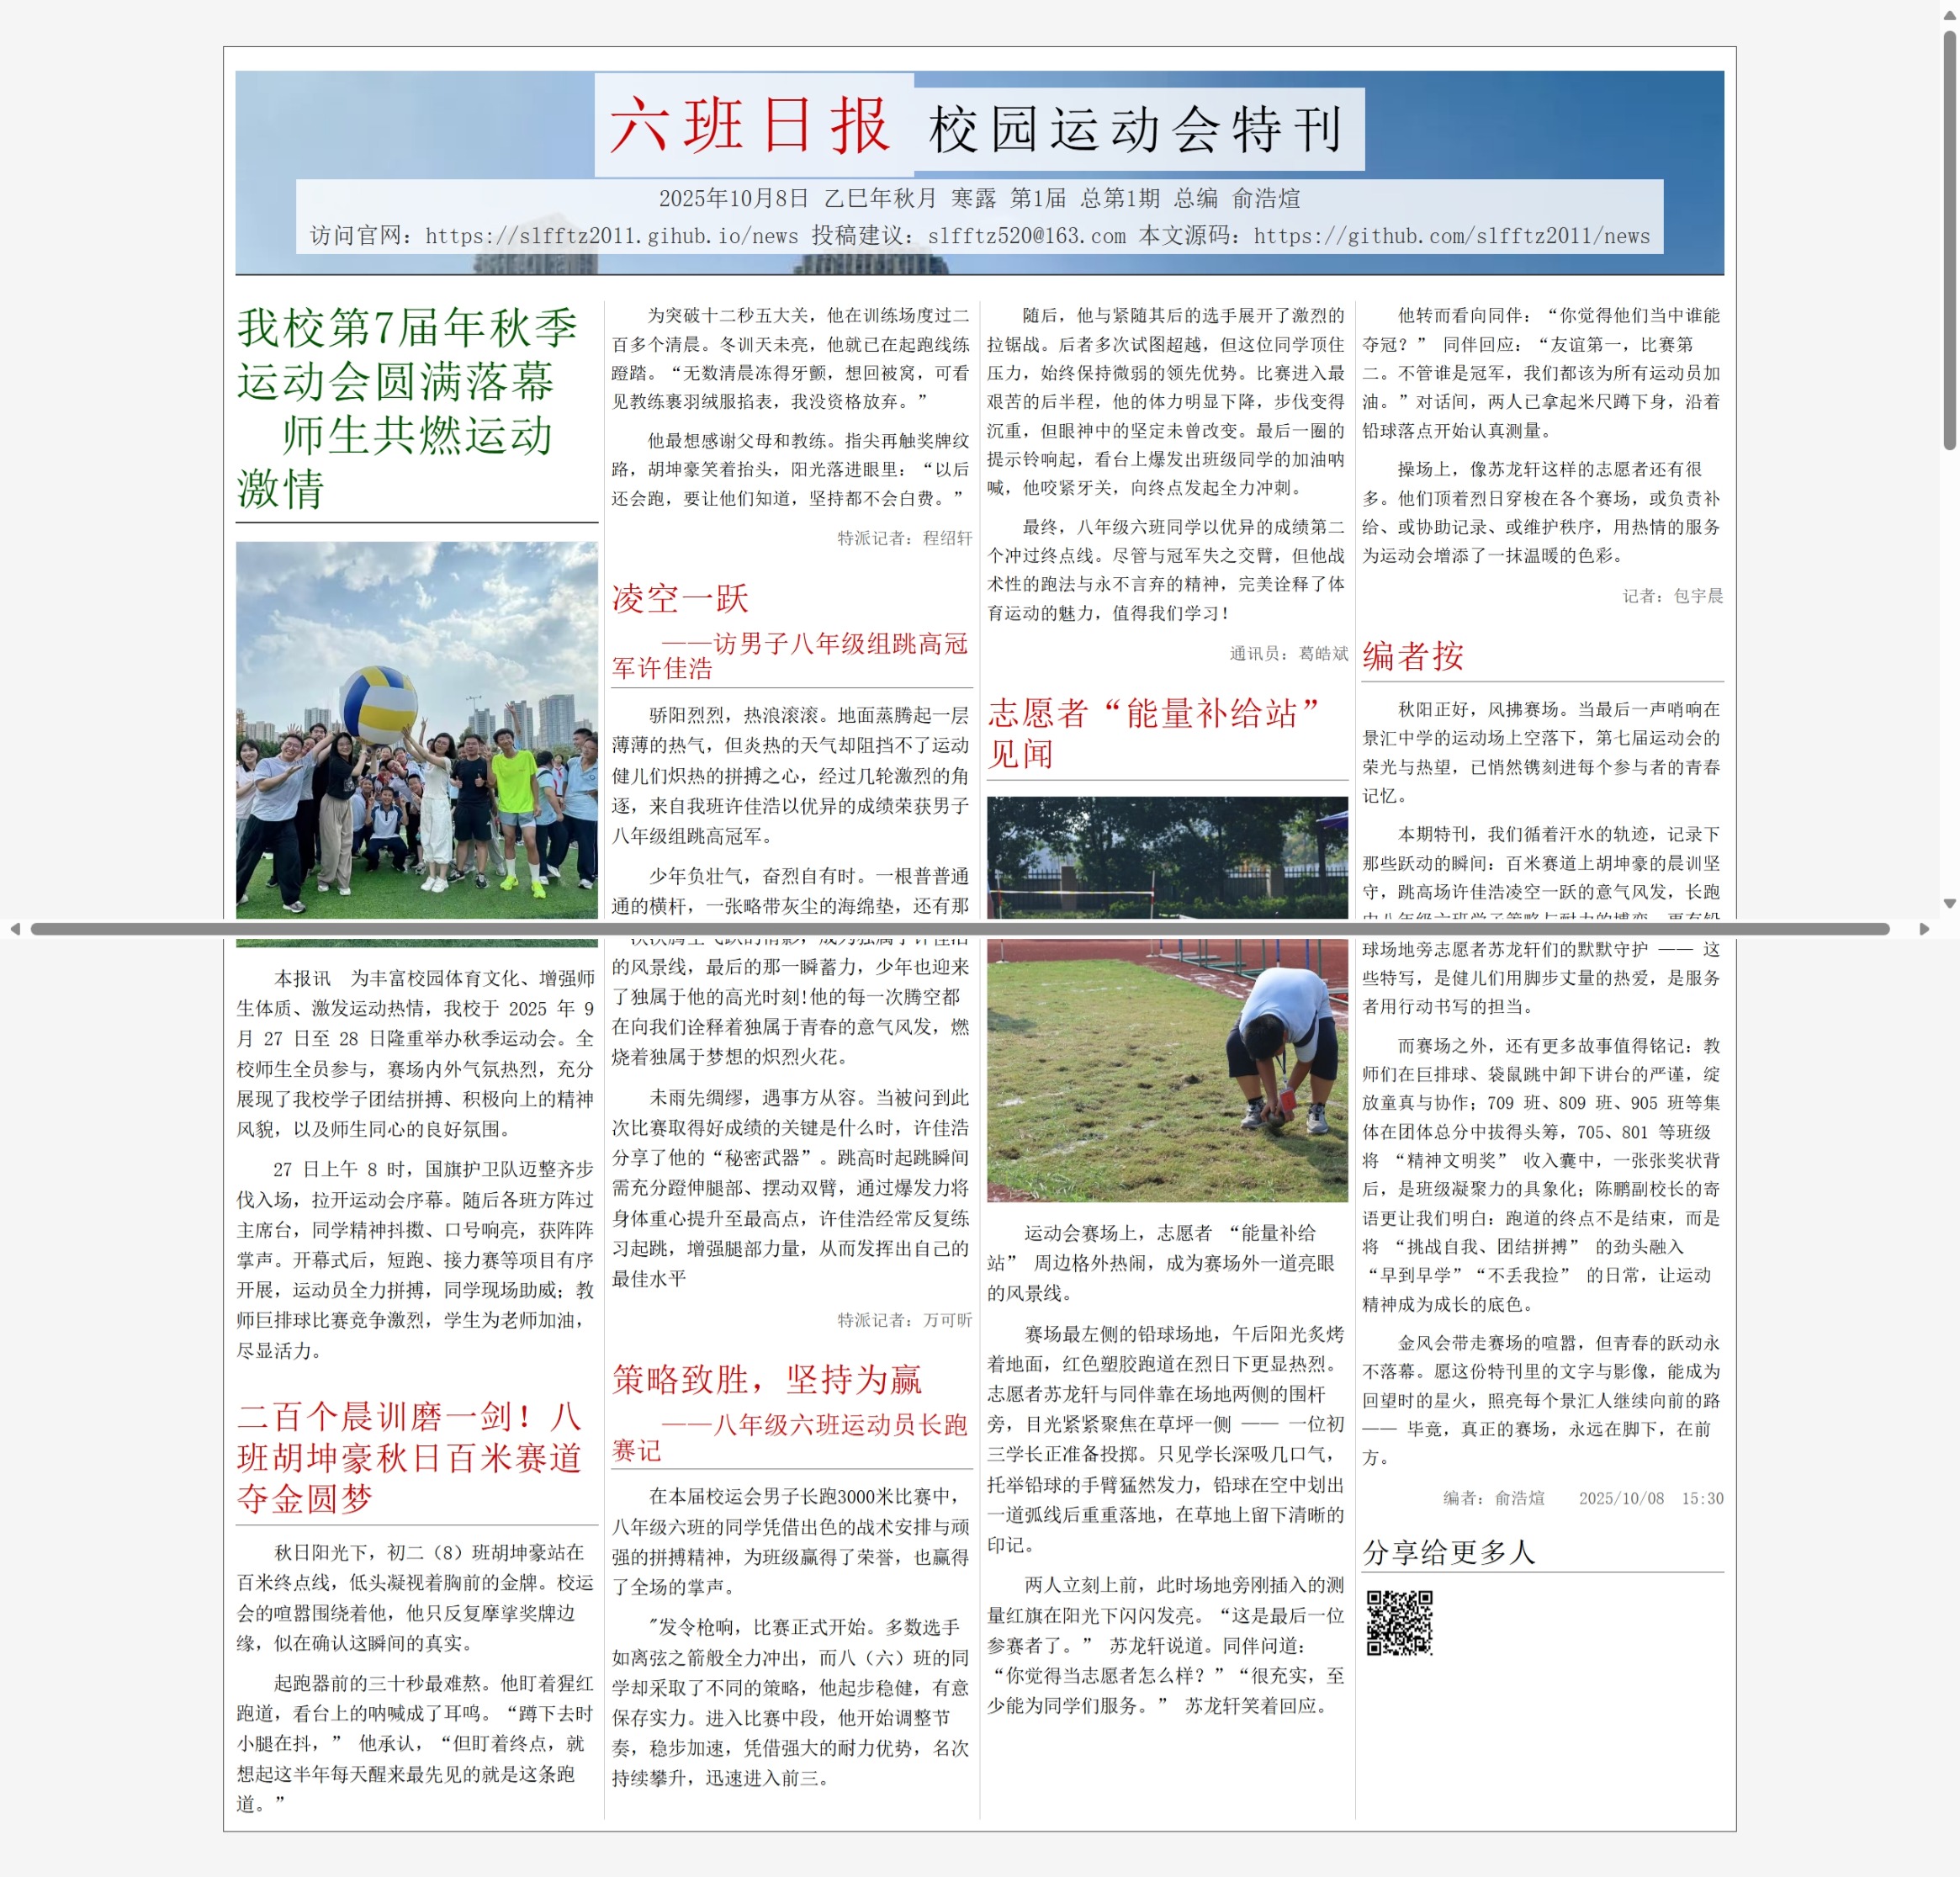 六班日报 校园运动会特刊
2025年10月8日 乙巳年秋月 寒露 第1届 总第1期 总编 俞浩煊
访问官网：https://slfftz2011.gihub.io/news 投稿建议：slfftz520@163.com 本文源码：https://github.com/slfftz2011/news
我校第7届年秋季
运动会圆满落幕
师生共燃运动
激情
本报讯　为丰富校园体育文化、增强师
生体质、激发运动热情，我校于 2025 年 9
月 27 日至 28 日隆重举办秋季运动会。全
校师生全员参与，赛场内外气氛热烈，充分
展现了我校学子团结拼搏、积极向上的精神
风貌，以及师生同心的良好氛围。
27 日上午 8 时，国旗护卫队迈整齐步
伐入场，拉开运动会序幕。随后各班方阵过
主席台，同学精神抖擞、口号响亮，获阵阵
掌声。开幕式后，短跑、接力赛等项目有序
开展，运动员全力拼搏，同学现场助威；教
师巨排球比赛竞争激烈，学生为老师加油，
尽显活力。
二百个晨训磨一剑！八
班胡坤豪秋日百米赛道
夺金圆梦
秋日阳光下，初二（8）班胡坤豪站在
百米终点线，低头凝视着胸前的金牌。校运
会的喧嚣围绕着他，他只反复摩挲奖牌边
缘，似在确认这瞬间的真实。
起跑器前的三十秒最难熬。他盯着猩红
跑道，看台上的呐喊成了耳鸣。“蹲下去时
小腿在抖，” 他承认，“但盯着终点，就
想起这半年每天醒来最先见的就是这条跑
道。”
为突破十二秒五大关，他在训练场度过二
百多个清晨。冬训天未亮，他就已在起跑线练
蹬踏。“无数清晨冻得牙颤，想回被窝，可看
见教练裹羽绒服掐表，我没资格放弃。”
他最想感谢父母和教练。指尖再触奖牌纹
路，胡坤豪笑着抬头，阳光落进眼里：“以后
还会跑，要让他们知道，坚持都不会白费。”
特派记者：程绍轩
凌空一跃
——访男子八年级组跳高冠
军许佳浩
骄阳烈烈，热浪滚滚。地面蒸腾起一层
薄薄的热气，但炎热的天气却阻挡不了运动
健儿们炽热的拼搏之心，经过几轮激烈的角
逐，来自我班许佳浩以优异的成绩荣获男子
八年级组跳高冠军。
少年负壮气，奋烈自有时。一根普普通
通的横杆，一张略带灰尘的海绵垫，还有那
的风景线，最后的那一瞬蓄力，少年也迎来
了独属于他的高光时刻!他的每一次腾空都
在向我们诠释着独属于青春的意气风发，燃
烧着独属于梦想的炽烈火花。
未雨先绸缪，遇事方从容。当被问到此
次比赛取得好成绩的关键是什么时，许佳浩
分享了他的“秘密武器”。跳高时起跳瞬间
需充分蹬伸腿部、摆动双臂，通过爆发力将
身体重心提升至最高点，许佳浩经常反复练
习起跳，增强腿部力量，从而发挥出自己的
最佳水平
特派记者：万可昕
策略致胜，坚持为赢
——八年级六班运动员长跑
赛记
在本届校运会男子长跑3000米比赛中，
八年级六班的同学凭借出色的战术安排与顽
强的拼搏精神，为班级赢得了荣誉，也赢得
了全场的掌声。
"发令枪响，比赛正式开始。多数选手
如离弦之箭般全力冲出，而八（六）班的同
学却采取了不同的策略，他起步稳健，有意
保存实力。进入比赛中段，他开始调整节
奏，稳步加速，凭借强大的耐力优势，名次
持续攀升，迅速进入前三。
随后，他与紧随其后的选手展开了激烈的
拉锯战。后者多次试图超越，但这位同学顶住
压力，始终保持微弱的领先优势。比赛进入最
艰苦的后半程，他的体力明显下降，步伐变得
沉重，但眼神中的坚定未曾改变。最后一圈的
提示铃响起，看台上爆发出班级同学的加油呐
喊，他咬紧牙关，向终点发起全力冲刺。
最终，八年级六班同学以优异的成绩第二
个冲过终点线。尽管与冠军失之交臂，但他战
术性的跑法与永不言弃的精神，完美诠释了体
育运动的魅力，值得我们学习！
通讯员：葛皓斌
志愿者“能量补给站”
见闻
运动会赛场上，志愿者 “能量补给
站” 周边格外热闹，成为赛场外一道亮眼
的风景线。
赛场最左侧的铅球场地，午后阳光炙烤
着地面，红色塑胶跑道在烈日下更显热烈。
志愿者苏龙轩与同伴靠在场地两侧的围杆
旁，目光紧紧聚焦在草坪一侧 —— 一位初
三学长正准备投掷。只见学长深吸几口气，
托举铅球的手臂猛然发力，铅球在空中划出
一道弧线后重重落地，在草地上留下清晰的
印记。
两人立刻上前，此时场地旁刚插入的测
量红旗在阳光下闪闪发亮。“这是最后一位
参赛者了。” 苏龙轩说道。同伴问道：
“你觉得当志愿者怎么样？”“很充实，至
少能为同学们服务。” 苏龙轩笑着回应。
他转而看向同伴：“你觉得他们当中谁能
夺冠？” 同伴回应：“友谊第一，比赛第
二。不管谁是冠军，我们都该为所有运动员加
油。”对话间，两人已拿起米尺蹲下身，沿着
铅球落点开始认真测量。
操场上，像苏龙轩这样的志愿者还有很
多。他们顶着烈日穿梭在各个赛场，或负责补
给、或协助记录、或维护秩序，用热情的服务
为运动会增添了一抹温暖的色彩。
记者：包宇晨
编者按
秋阳正好，风拂赛场。当最后一声哨响在
景汇中学的运动场上空落下，第七届运动会的
荣光与热望，已悄然镌刻进每个参与者的青春
记忆。
本期特刊，我们循着汗水的轨迹，记录下
那些跃动的瞬间：百米赛道上胡坤豪的晨训坚
守，跳高场许佳浩凌空一跃的意气风发，长跑
球场地旁志愿者苏龙轩们的默默守护 —— 这
些特写，是健儿们用脚步丈量的热爱，是服务
者用行动书写的担当。
而赛场之外，还有更多故事值得铭记：教
师们在巨排球、袋鼠跳中卸下讲台的严谨，绽
放童真与协作；709 班、809 班、905 班等集
体在团体总分中拔得头筹，705、801 等班级
将 “精神文明奖” 收入囊中，一张张奖状背
后，是班级凝聚力的具象化；陈鹏副校长的寄
语更让我们明白：跑道的终点不是结束，而是
将 “挑战自我、团结拼搏” 的劲头融入
“早到早学”“不丢我捡” 的日常，让运动
精神成为成长的底色。
金风会带走赛场的喧嚣，但青春的跃动永
不落幕。愿这份特刊里的文字与影像，能成为
回望时的星火，照亮每个景汇人继续向前的路
—— 毕竟，真正的赛场，永远在脚下，在前
方。
编者：俞浩煊　2025/10/08　15:30
分享给更多人